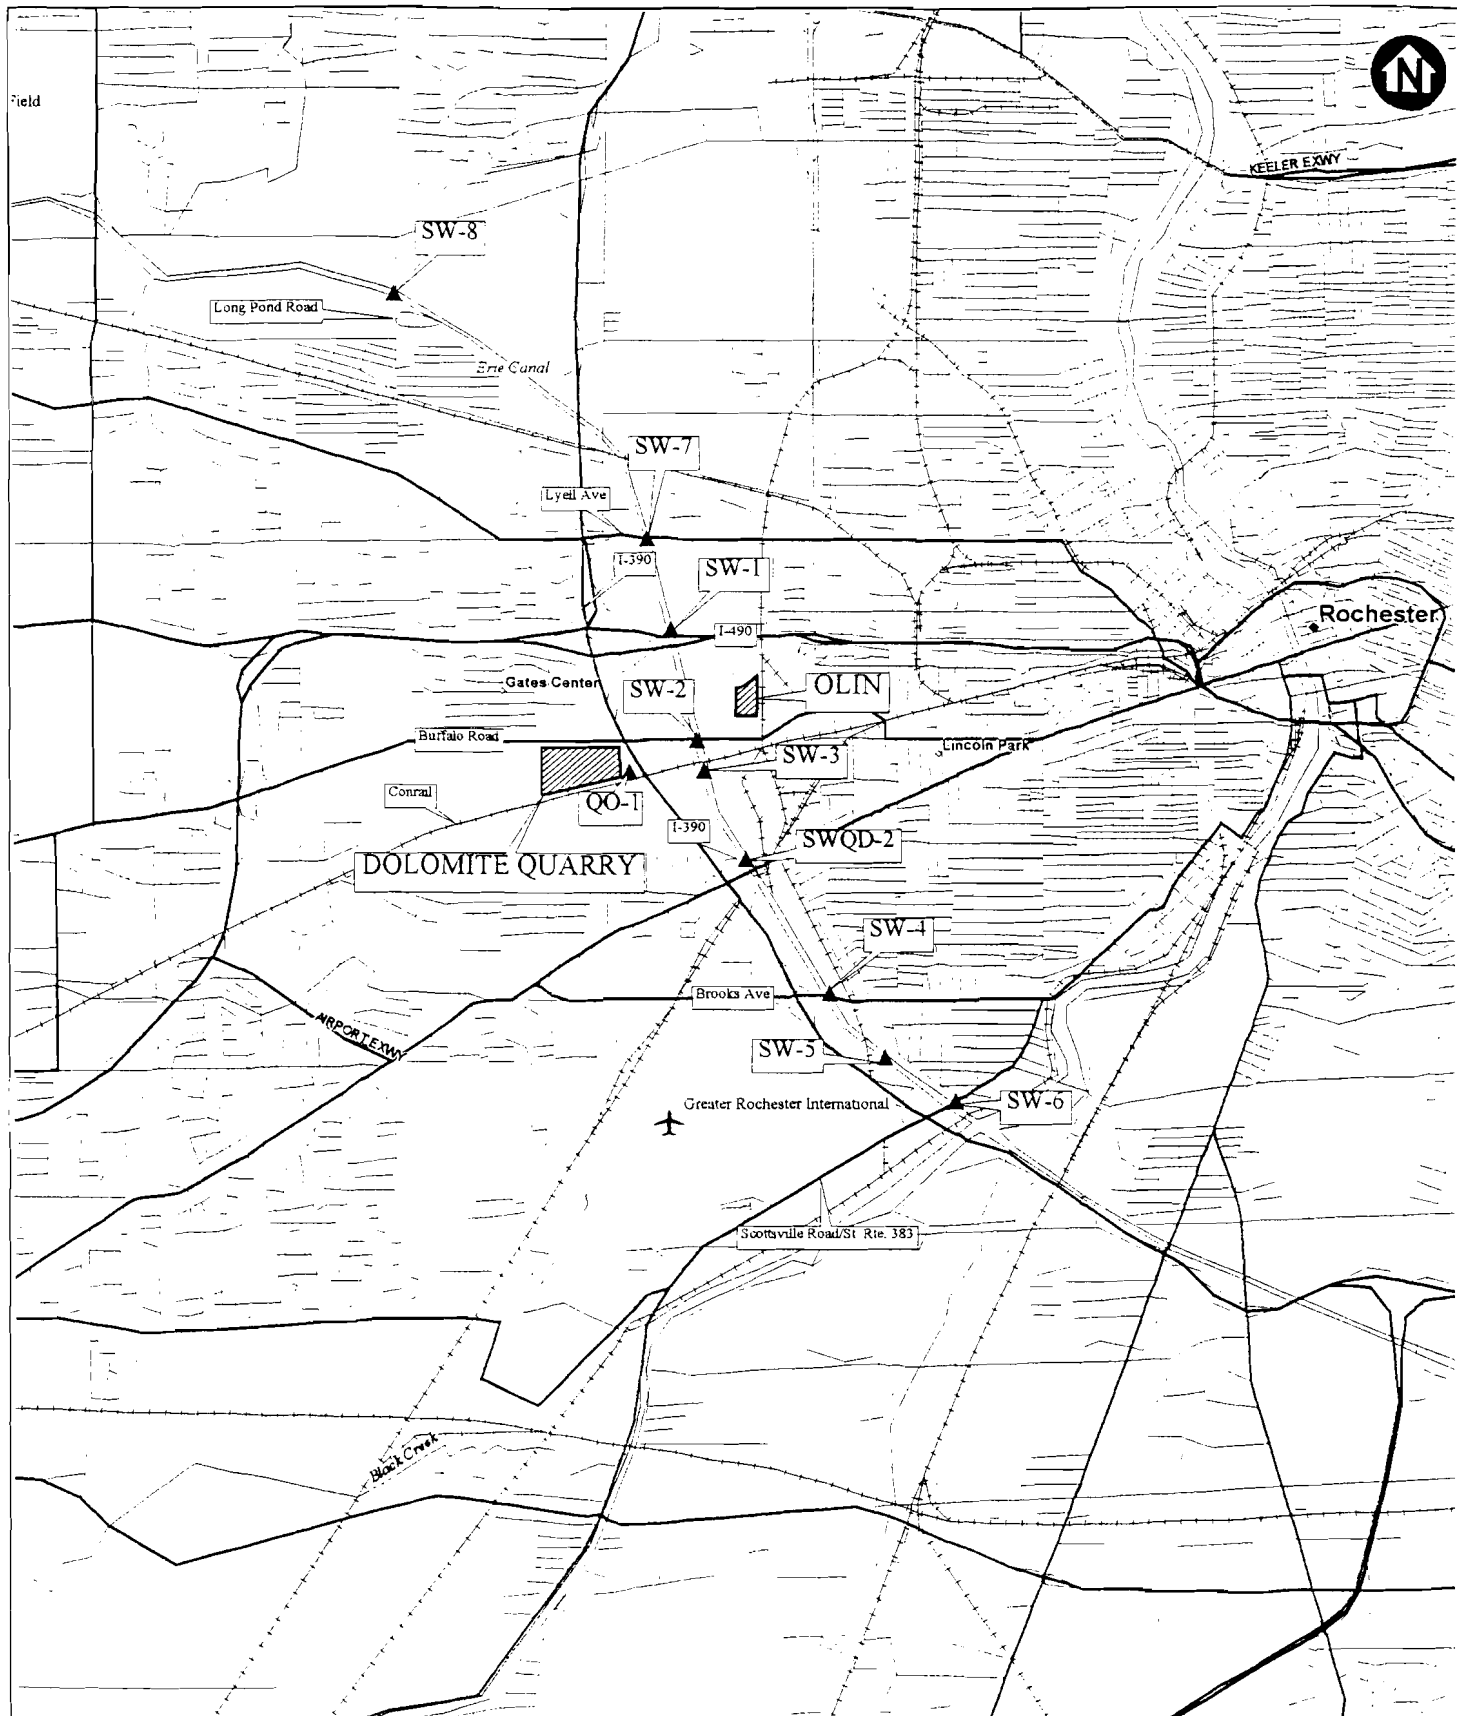 N
KEELER EXWY
Field
SW-8
Long Pond Road
Erie Canal
SW-7
Lyell Ave
I-390
SW-1
Rochester
I-490
Gates Center
SW-2
OLIN
Buffalo Road
Lincoln Park
SW-3
Conrail
QO-1
I-390
SWQD-2
DOLOMITE QUARRY
SW-4
Brooks Ave
AIRPORT EXWY
SW-5
Greater Rochester International
SW-6
Scottsville Road/St Rte. 383
Black Creek